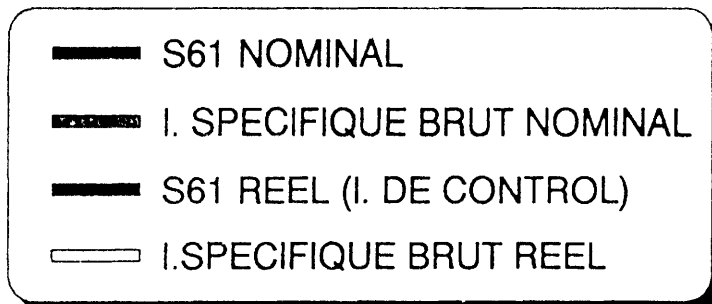 S61 NOMINAL
I. SPECIFIQUE BRUT NOMINAL
S61 REEL (I. DE CONTROL)
I.SPECIFIQUE BRUT REEL